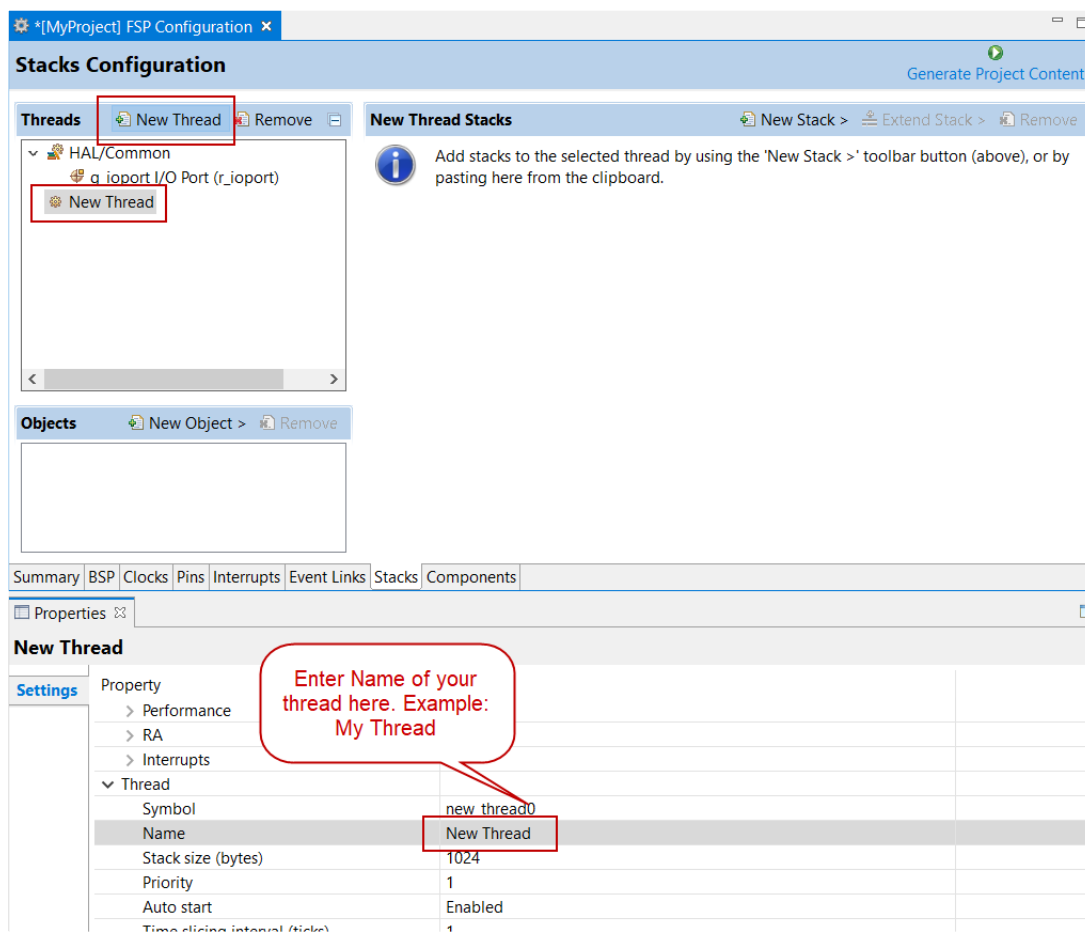 *[MyProject] FSP Configuration
Stacks Configuration
Generate Project Content
Threads
New Thread
Remove
New Thread Stacks
New Stack >
Extend Stack >
Remove
HAL/Common
g_ioport I/O Port (r_ioport)
New Thread
Add stacks to the selected thread by using the 'New Stack >' toolbar button (above), or by
pasting here from the clipboard.
Objects
New Object >
Remove
Summary
BSP
Clocks
Pins
Interrupts
Event Links
Stacks
Components
Properties
New Thread
Settings
Property
Enter Name of your
thread here. Example:
My Thread
Performance
RA
Interrupts
Thread
Symbol new_thread0
Name New Thread
Stack size (bytes) 1024
Priority 1
Auto start Enabled
Time slicing interval (ticks) 1